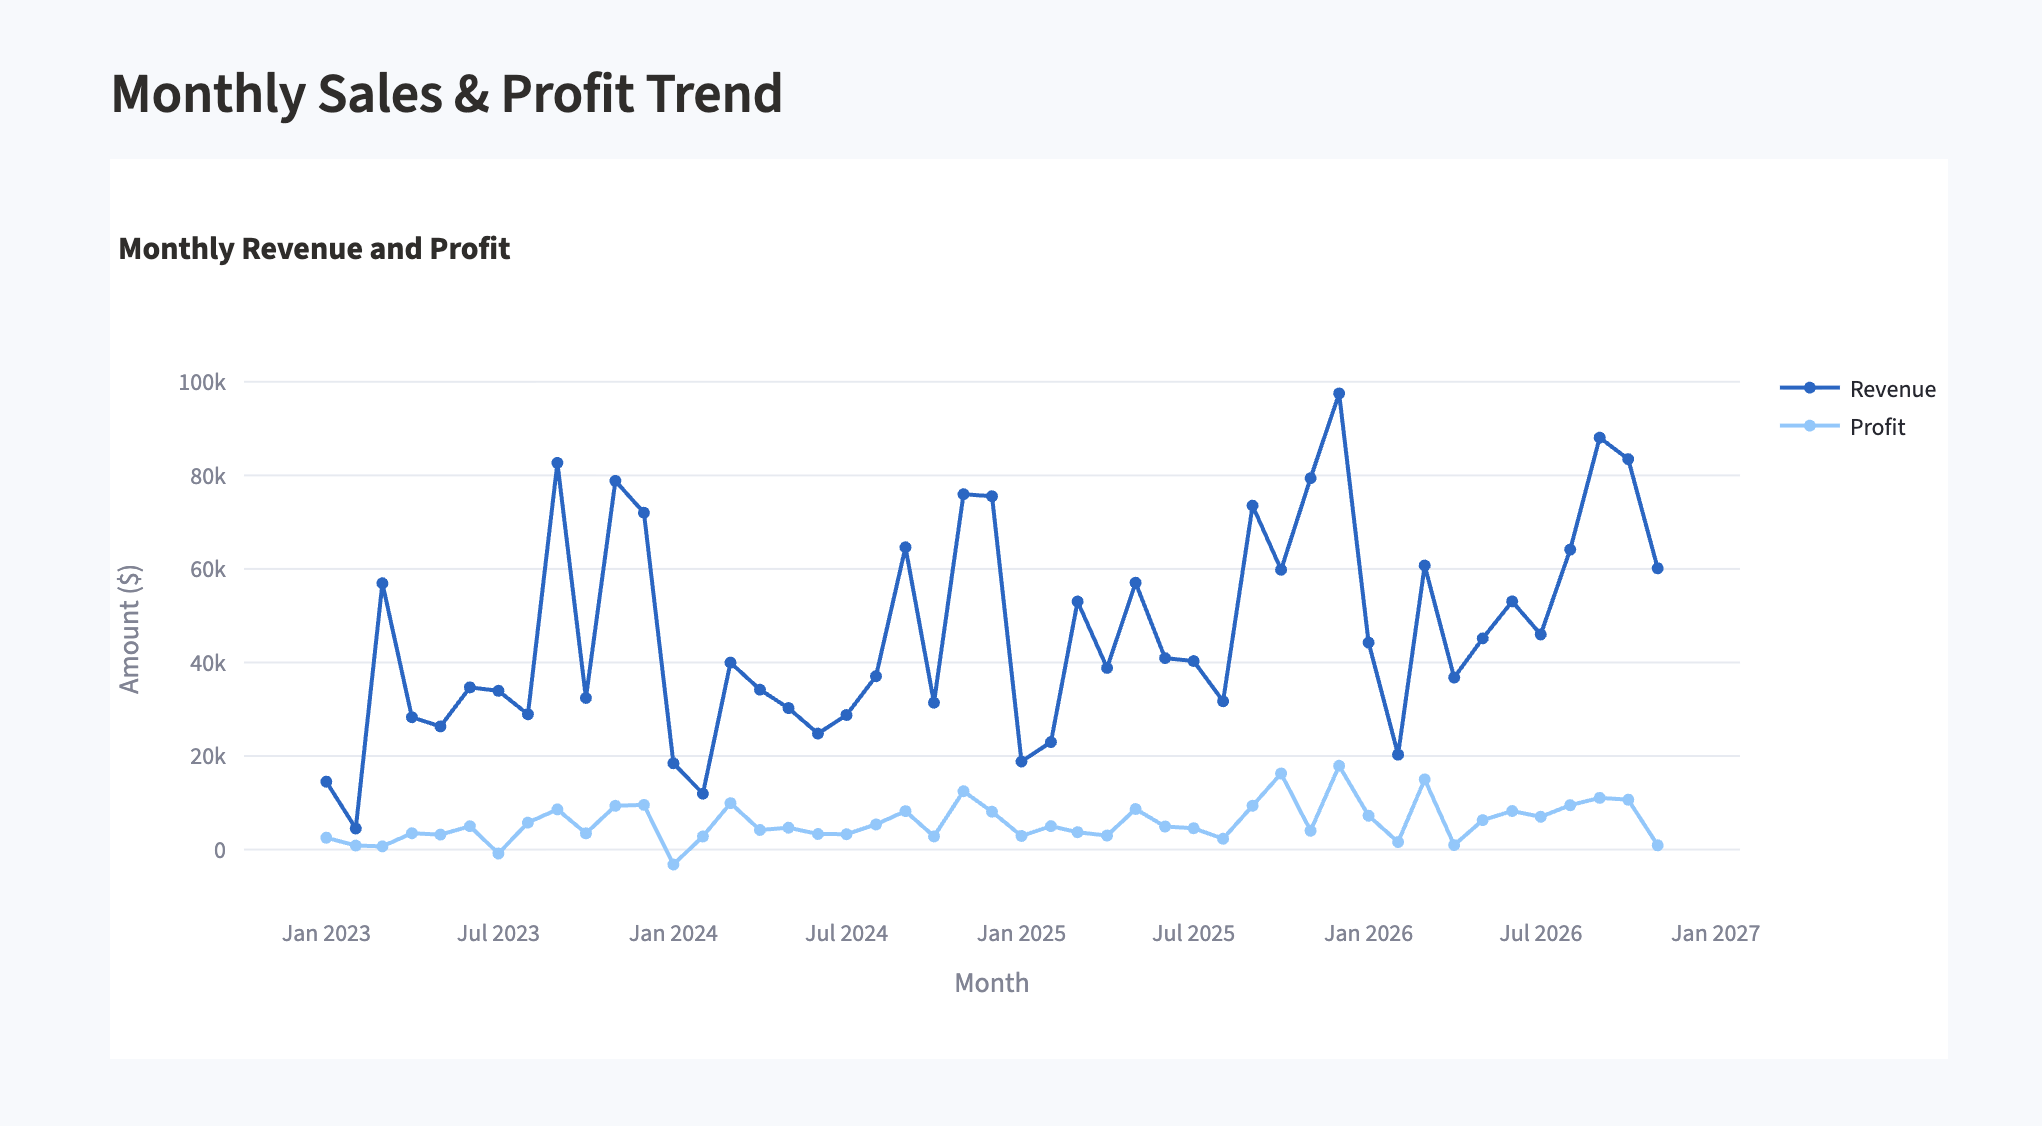 Monthly Sales & Profit Trend
Monthly Revenue and Profit
100k
80k
60k
40k
20k
0
Amount ($)
Revenue
Profit
Jan 2023 Jul 2023 Jan 2024 Jul 2024 Jan 2025 Jul 2025 Jan 2026 Jul 2026 Jan 2027
Month